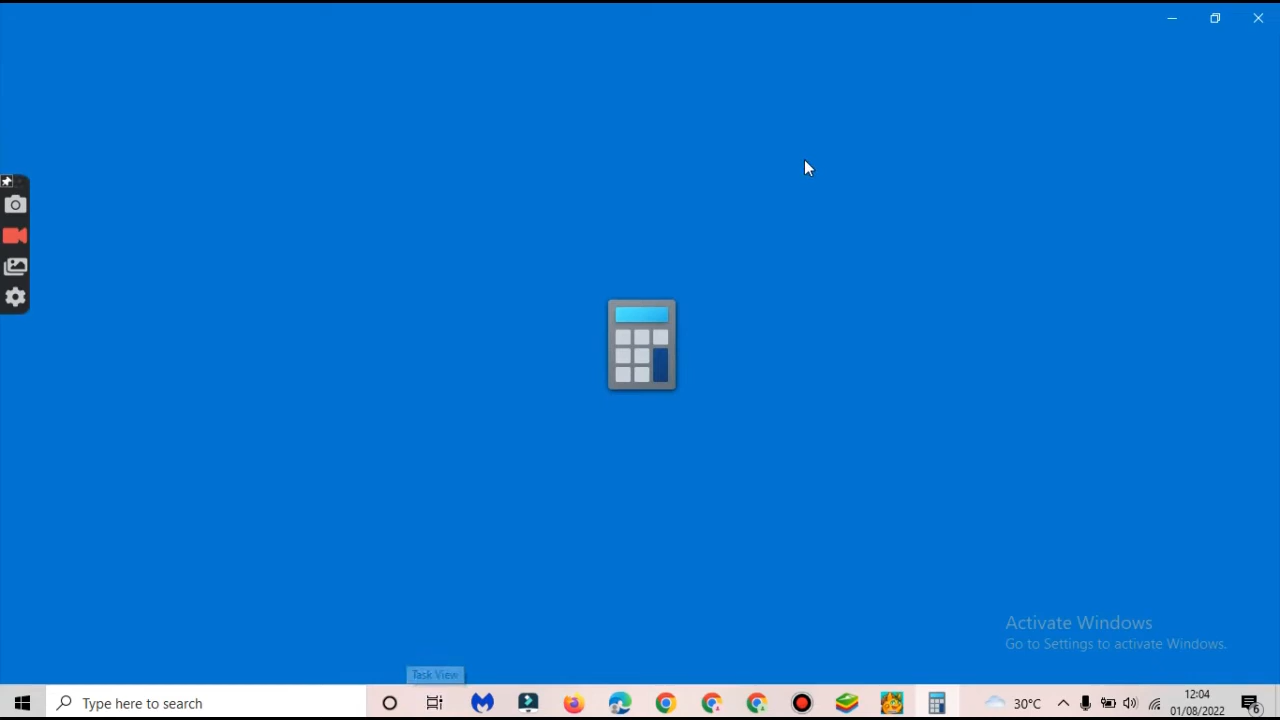 Activate Windows
Go to Settings to activate Windows.
Task View
Type here to search
30°C
12:04
01/08/2022
6